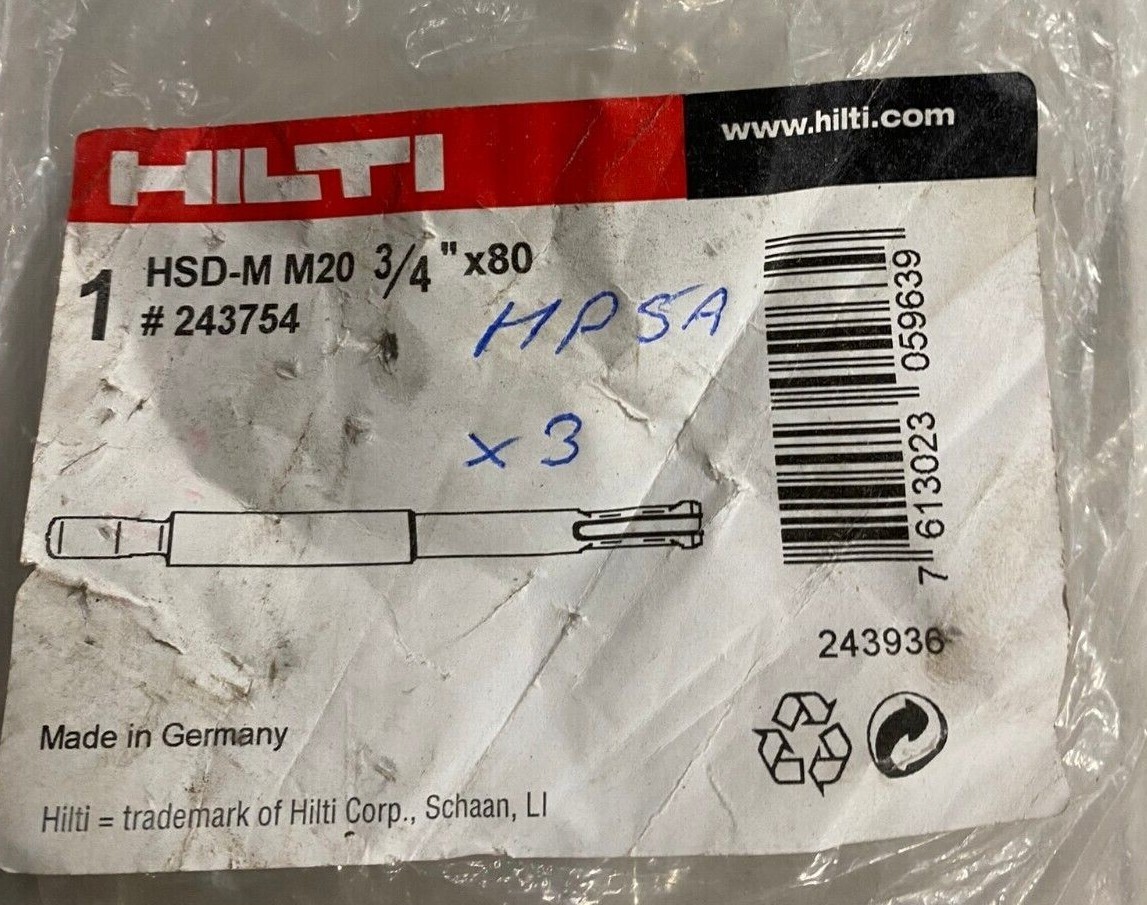 HILTI
www.hilti.com
1
HSD-M M20 3/4"x80
# 243754
HPSA
x 3
7 613023 059639
243936
Made in Germany
Hilti = trademark of Hilti Corp., Schaan, LI